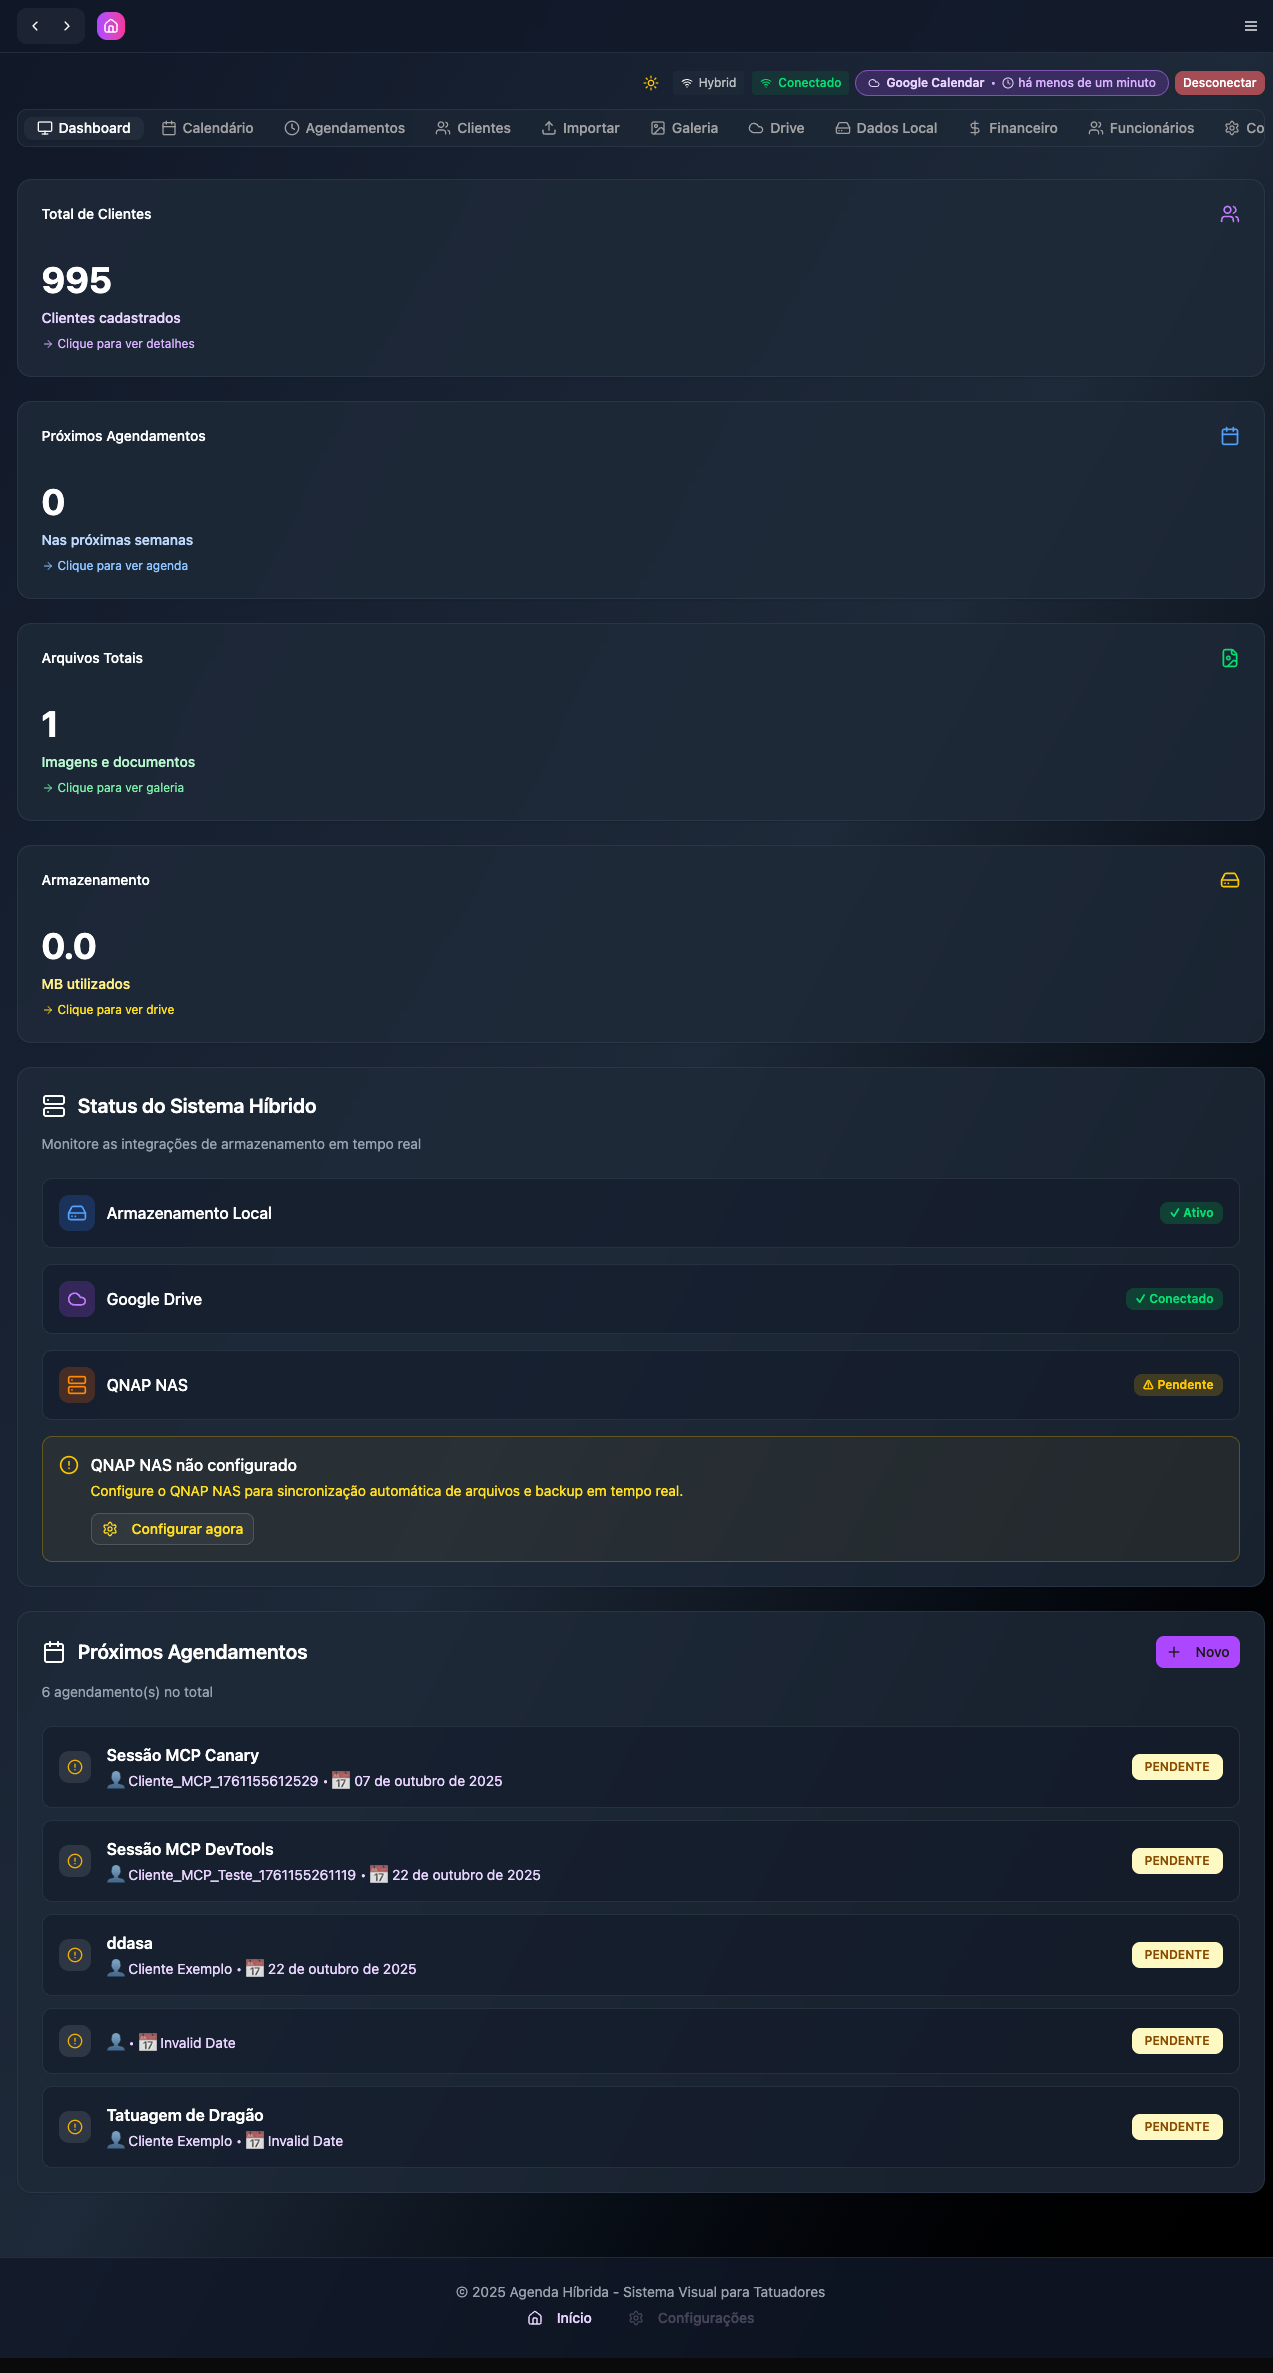 Hybrid
Conectado
Google Calendar • há menos de um minuto
Desconectar
Dashboard
Calendário
Agendamentos
Clientes
Importar
Galeria
Drive
Dados Local
Financeiro
Funcionários
Co
Total de Clientes
995
Clientes cadastrados
→ Clique para ver detalhes
Próximos Agendamentos
0
Nas próximas semanas
→ Clique para ver agenda
Arquivos Totais
1
Imagens e documentos
→ Clique para ver galeria
Armazenamento
0.0
MB utilizados
→ Clique para ver drive
Status do Sistema Híbrido
Monitore as integrações de armazenamento em tempo real
Armazenamento Local
✓ Ativo
Google Drive
✓ Conectado
QNAP NAS
⚠ Pendente
QNAP NAS não configurado
Configure o QNAP NAS para sincronização automática de arquivos e backup em tempo real.
Configurar agora
Próximos Agendamentos
+ Novo
6 agendamento(s) no total
Sessão MCP Canary
👤 Cliente_MCP_1761155612529 • 📅 07 de outubro de 2025
PENDENTE
Sessão MCP DevTools
👤 Cliente_MCP_Teste_1761155261119 • 📅 22 de outubro de 2025
PENDENTE
ddasa
👤 Cliente Exemplo • 📅 22 de outubro de 2025
PENDENTE
👤 • 📅 Invalid Date
PENDENTE
Tatuagem de Dragão
👤 Cliente Exemplo • 📅 Invalid Date
PENDENTE
© 2025 Agenda Híbrida - Sistema Visual para Tatuadores
Início
Configurações